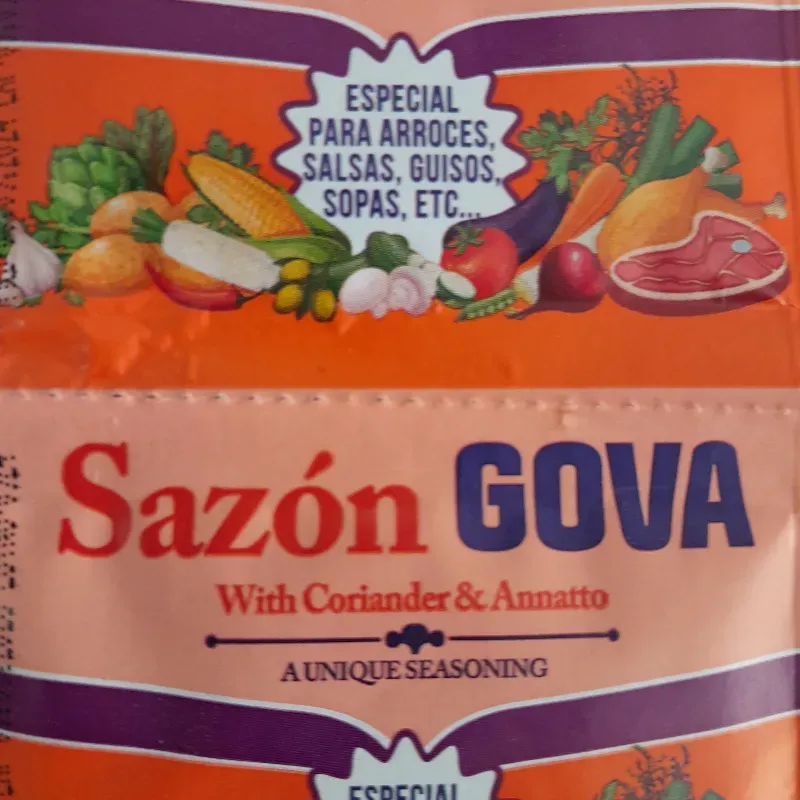 ESPECIAL
PARA ARROCES,
SALSAS, GUISOS,
SOPAS, ETC...
Sazón GOVA
With Coriander & Annatto
A UNIQUE SEASONING
ESPECIAL